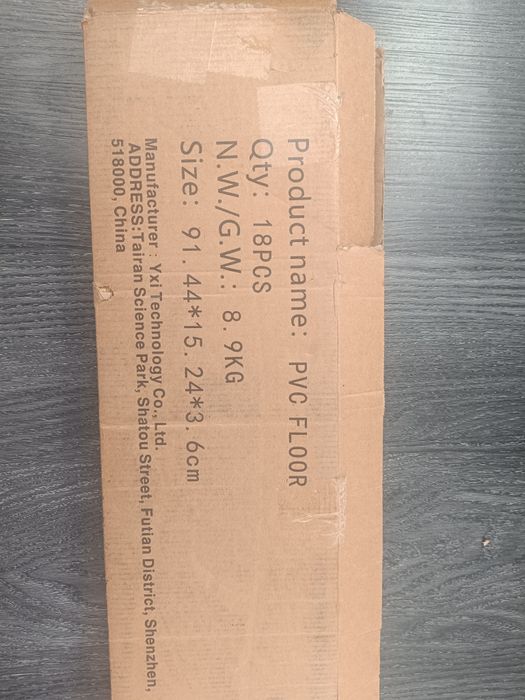 Product name: PVC FLOOR
Qty: 18PCS
N.W./G.W.: 8.9KG
Size: 91.44*15.24*3.6cm
Manufacturer : Yxi Technology Co., Ltd.
ADDRESS:Tairan Science Park, Shatou Street, Futian District, Shenzhen,
518000, China